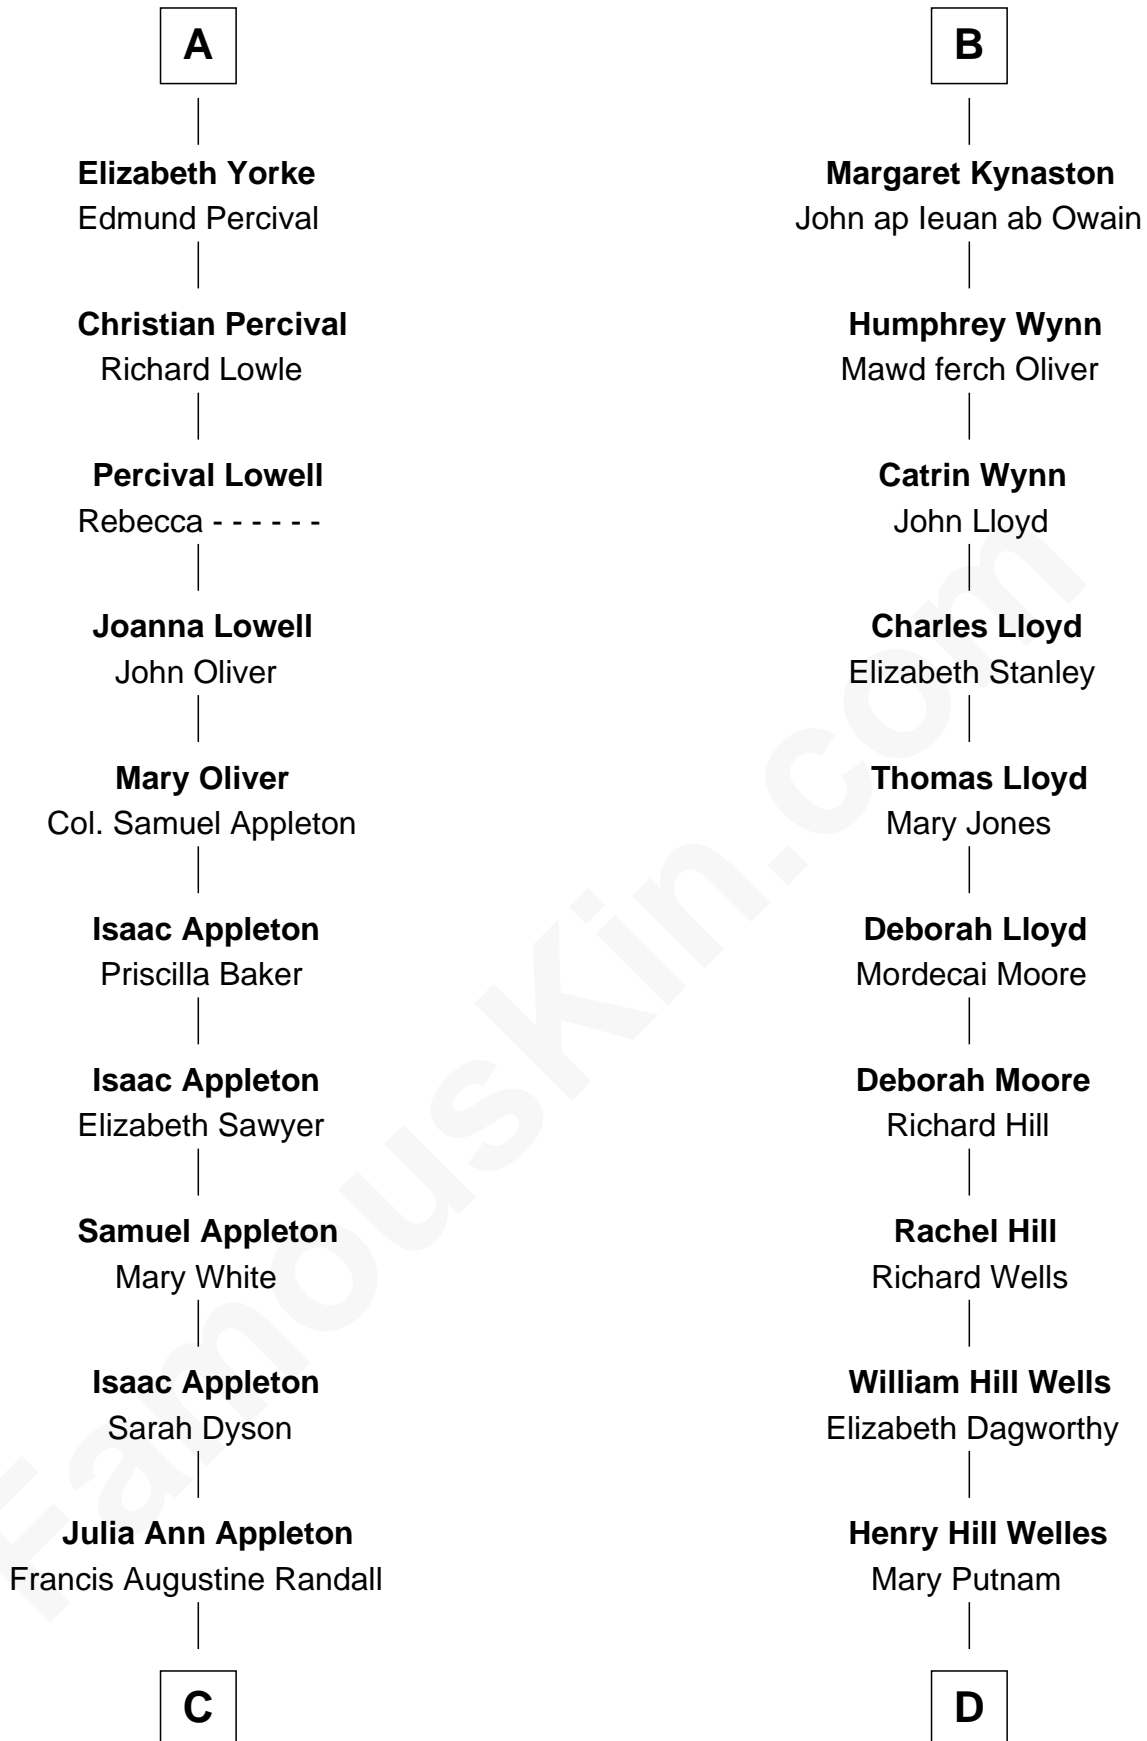 A
Elizabeth Yorke
Edmund Percival
Christian Percival
Richard Lowle
Percival Lowell
Rebecca - - - - - -
Joanna Lowell
John Oliver
Mary Oliver
Col. Samuel Appleton
Isaac Appleton
Priscilla Baker
Isaac Appleton
Elizabeth Sawyer
Samuel Appleton
Mary White
Isaac Appleton
Sarah Dyson
Julia Ann Appleton
Francis Augustine Randall
C
B
Margaret Kynaston
John ap Ieuan ab Owain
Humphrey Wynn
Mawd ferch Oliver
Catrin Wynn
John Lloyd
Charles Lloyd
Elizabeth Stanley
Thomas Lloyd
Mary Jones
Deborah Lloyd
Mordecai Moore
Deborah Moore
Richard Hill
Rachel Hill
Richard Wells
William Hill Wells
Elizabeth Dagworthy
Henry Hill Welles
Mary Putnam
D
FamousKin.com